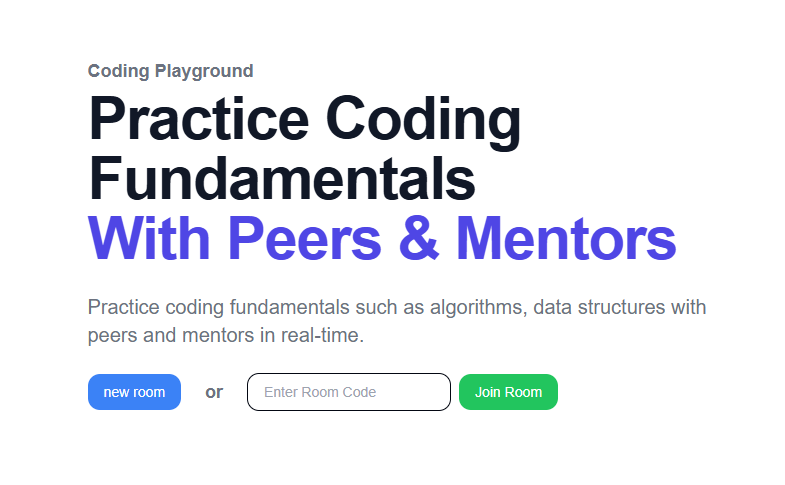 Coding Playground
Practice Coding
Fundamentals
With Peers & Mentors
Practice coding fundamentals such as algorithms, data structures with
peers and mentors in real-time.
new room or Enter Room Code Join Room